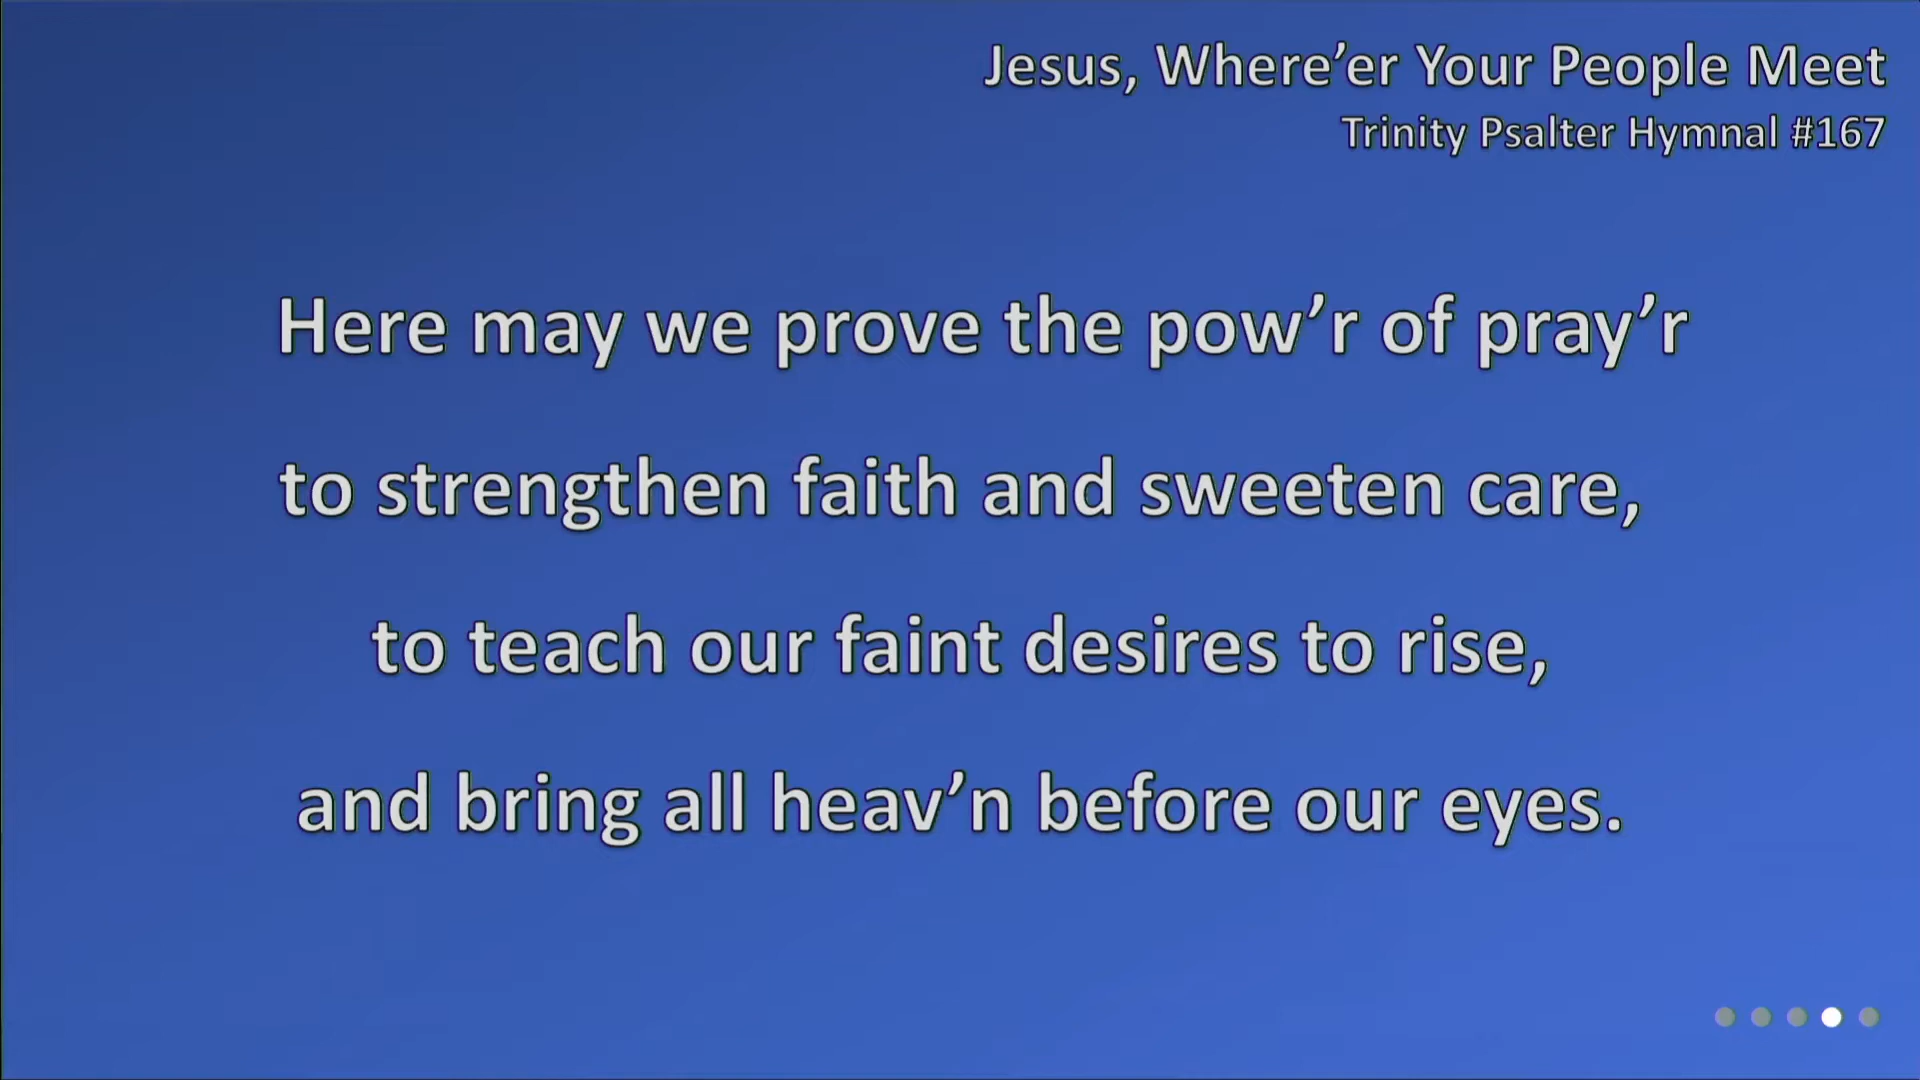 Jesus, Where’er Your People Meet
Trinity Psalter Hymnal #167
Here may we prove the pow’r of pray’r
to strengthen faith and sweeten care,
to teach our faint desires to rise,
and bring all heav’n before our eyes.